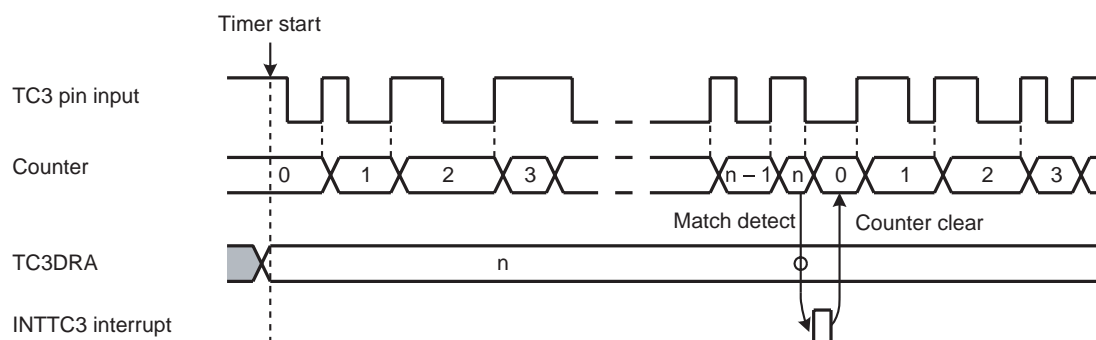 Timer start
TC3 pin input
Counter
0 1 2 3 n – 1 n 0 1 2 3
Match detect Counter clear
TC3DRA
n
INTTC3 interrupt